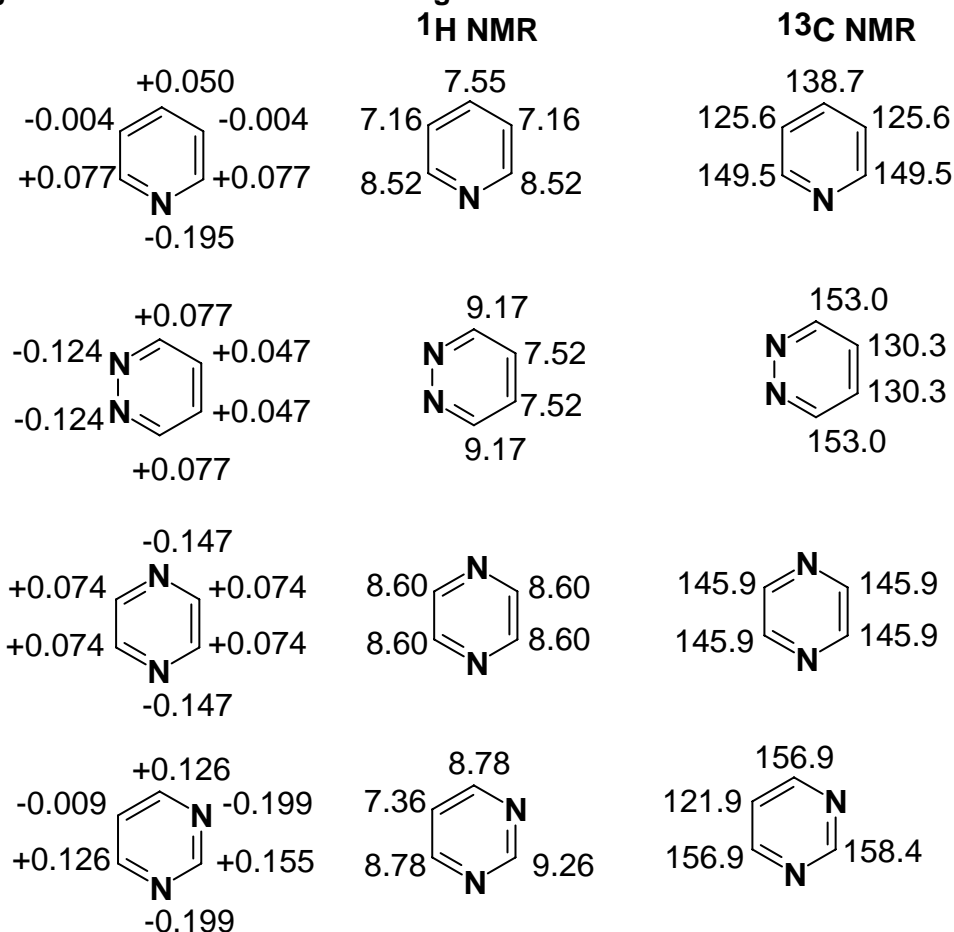 ¹H NMR ¹³C NMR
+0.050 7.55 138.7
-0.004 -0.004 7.16 7.16 125.6 125.6
+0.077 +0.077 8.52 8.52 149.5 149.5
N N N
-0.195
+0.077 9.17 153.0
-0.124 N +0.047 N 7.52 N 130.3
-0.124 N +0.047 N 7.52 N 130.3
+0.077 9.17 153.0
-0.147
N N N
+0.074 +0.074 8.60 8.60 145.9 145.9
+0.074 +0.074 8.60 8.60 145.9 145.9
N N N
-0.147
+0.126 8.78 156.9
-0.009 N -0.199 7.36 N 121.9 N
+0.126 +0.155 8.78 9.26 156.9 158.4
N N N
-0.199